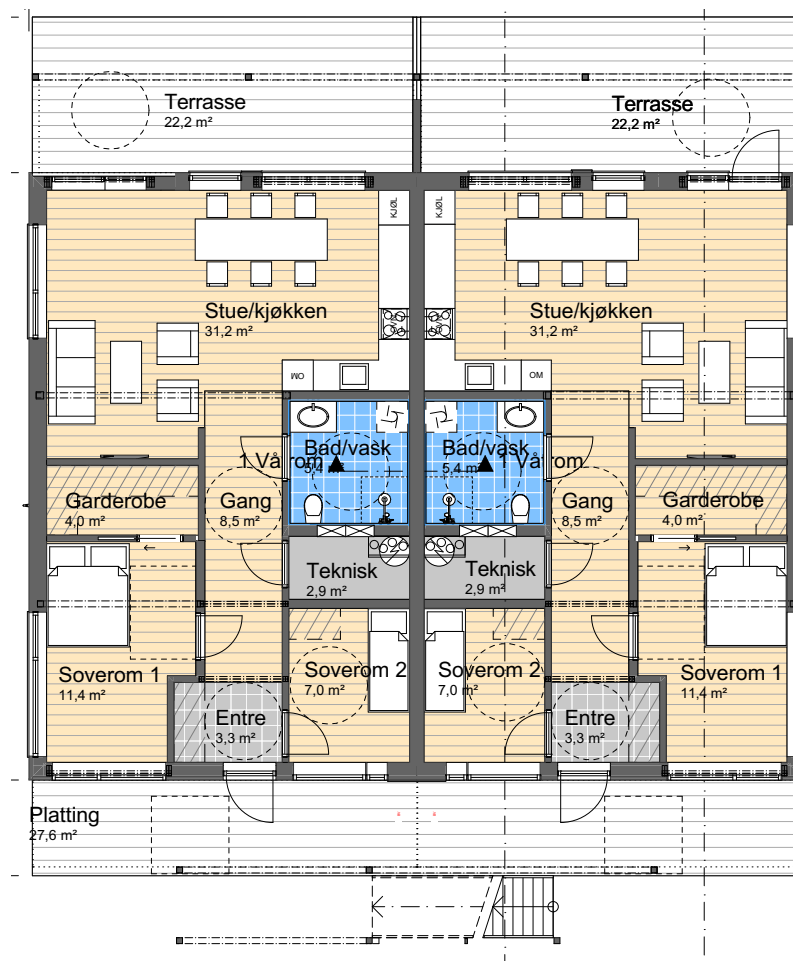 Terrasse
22,2 m²
Terrasse
22,2 m²
KJØL
KJØL
Stue/kjøkken
31,2 m²
Stue/kjøkken
31,2 m²
OM
OM
Bad/vask
5,4 m²
1 Våtrom
Bad/vask
5,4 m²
1 Våtrom
Garderobe
4,0 m²
Gang
8,5 m²
Gang
8,5 m²
Garderobe
4,0 m²
Teknisk
2,9 m²
Teknisk
2,9 m²
Soverom 1
11,4 m²
Soverom 2
7,0 m²
Soverom 2
7,0 m²
Soverom 1
11,4 m²
Entre
3,3 m²
Entre
3,3 m²
Platting
27,6 m²